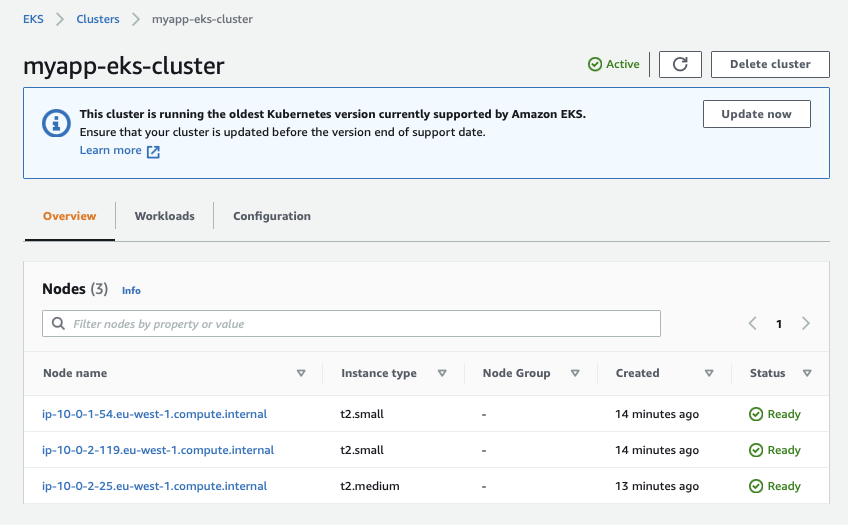 EKS > Clusters > myapp-eks-cluster
myapp-eks-cluster Active Delete cluster
This cluster is running the oldest Kubernetes version currently supported by Amazon EKS. Update now
Ensure that your cluster is updated before the version end of support date.
Learn more
Overview Workloads Configuration
Nodes (3) Info
Filter nodes by property or value 1
Node name Instance type Node Group Created Status
ip-10-0-1-54.eu-west-1.compute.internal t2.small - 14 minutes ago Ready
ip-10-0-2-119.eu-west-1.compute.internal t2.small - 14 minutes ago Ready
ip-10-0-2-25.eu-west-1.compute.internal t2.medium - 13 minutes ago Ready